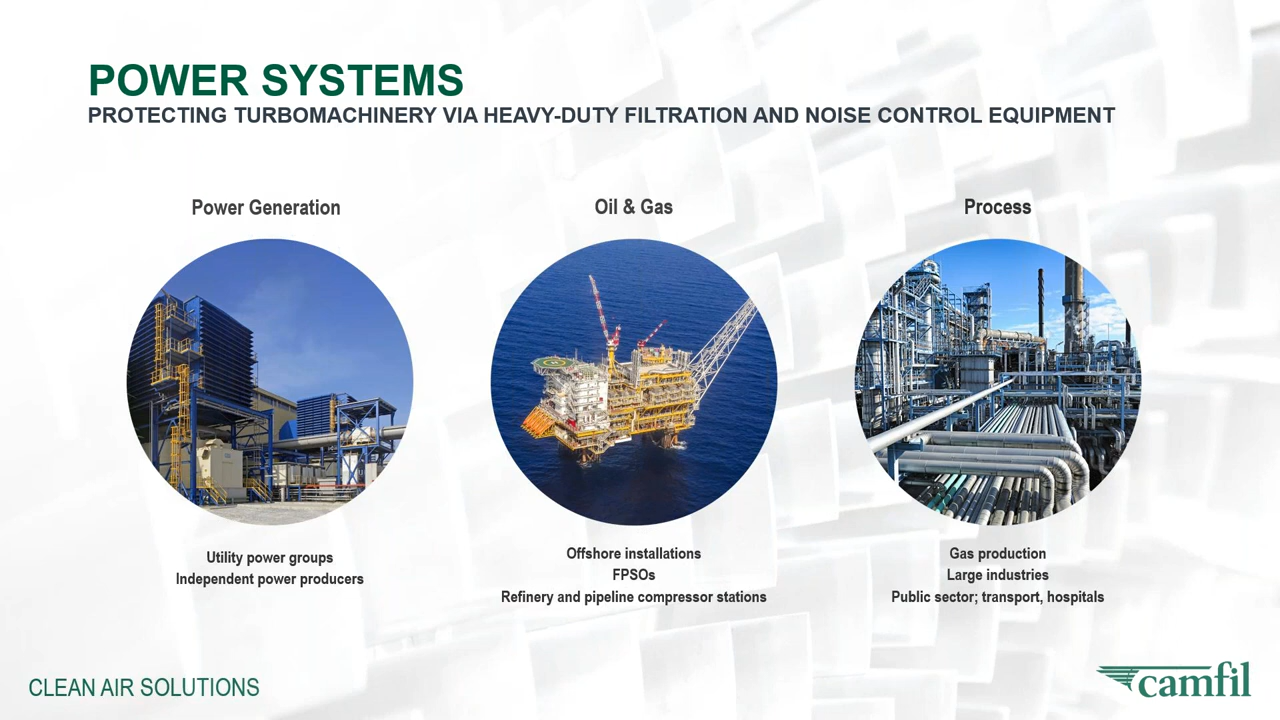 POWER SYSTEMS
PROTECTING TURBOMACHINERY VIA HEAVY-DUTY FILTRATION AND NOISE CONTROL EQUIPMENT
Power Generation
Utility power groups
Independent power producers
Oil & Gas
Offshore installations
FPSOs
Refinery and pipeline compressor stations
Process
Gas production
Large industries
Public sector; transport, hospitals
CLEAN AIR SOLUTIONS
camfil